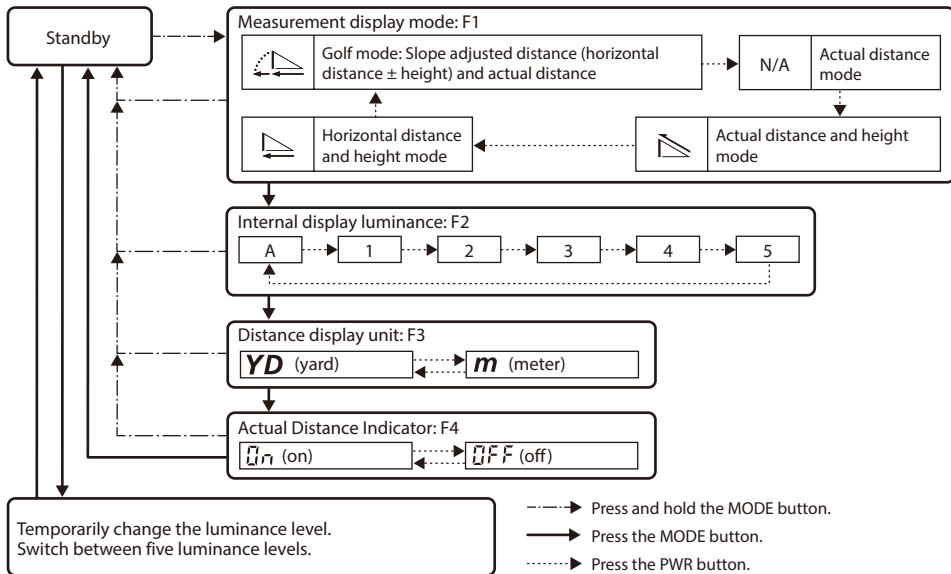 Standby
Measurement display mode: F1
Golf mode: Slope adjusted distance (horizontal
distance ± height) and actual distance
N/A
Actual distance
mode
Horizontal distance
and height mode
Actual distance and height
mode
Internal display luminance: F2
A 1 2 3 4 5
Distance display unit: F3
YD (yard)
m (meter)
Actual Distance Indicator: F4
On (on)
OFF (off)
Temporarily change the luminance level.
Switch between five luminance levels.
Press and hold the MODE button.
Press the MODE button.
Press the PWR button.